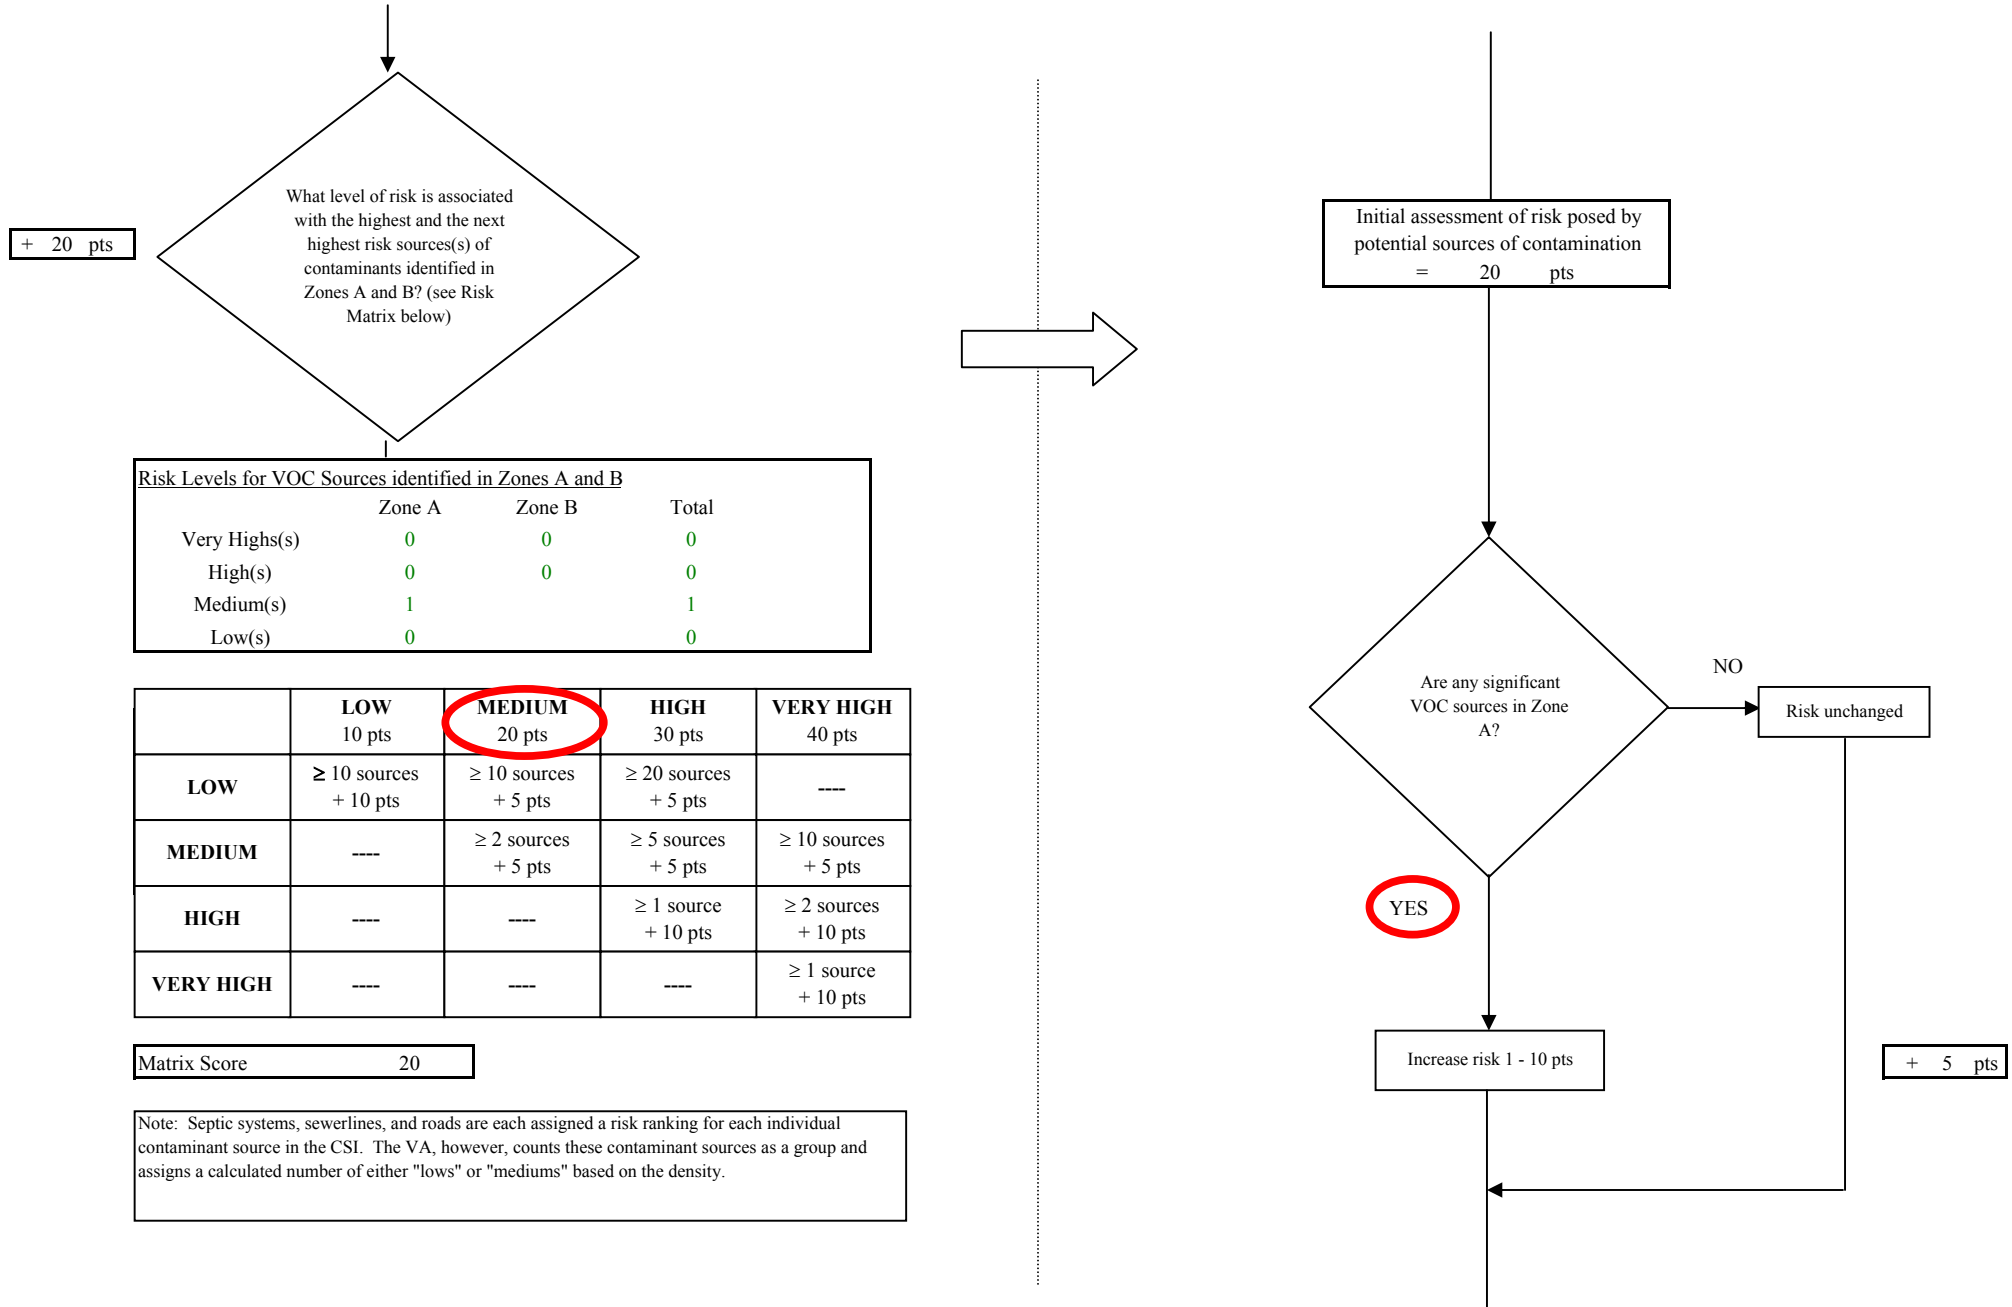 What level of risk is associated
with the highest and the next
highest risk sources(s) of
contaminants identified in
Zones A and B? (see Risk
Matrix below)
+ 20 pts
Risk Levels for VOC Sources identified in Zones A and B
Zone A Zone B Total
Very Highs(s) 0 0 0
High(s) 0 0 0
Medium(s) 1 1
Low(s) 0 0
LOW MEDIUM HIGH VERY HIGH
10 pts 20 pts 30 pts 40 pts
LOW ≥ 10 sources + 10 pts ≥ 10 sources + 5 pts ≥ 20 sources + 5 pts ----
MEDIUM ---- ≥ 2 sources + 5 pts ≥ 5 sources + 5 pts ≥ 10 sources + 5 pts
HIGH ---- ---- ≥ 1 source + 10 pts ≥ 2 sources + 10 pts
VERY HIGH ---- ---- ---- ≥ 1 source + 10 pts
Matrix Score 20
Note: Septic systems, sewerlines, and roads are each assigned a risk ranking for each individual
contaminant source in the CSI. The VA, however, counts these contaminant sources as a group and
assigns a calculated number of either "lows" or "mediums" based on the density.
Initial assessment of risk posed by
potential sources of contamination
= 20 pts
Are any significant
VOC sources in Zone
A?
NO
Risk unchanged
YES
Increase risk 1 - 10 pts
+ 5 pts